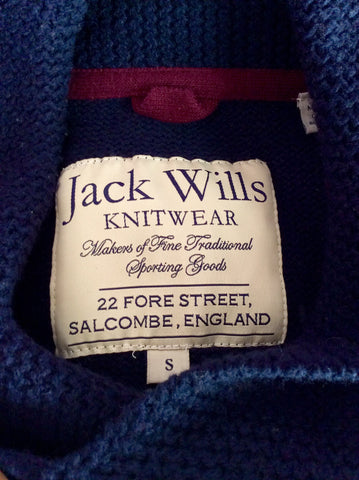 Jack Wills
KNITWEAR
Makers of Fine Traditional
Sporting Goods
22 FORE STREET,
SALCOMBE, ENGLAND
S